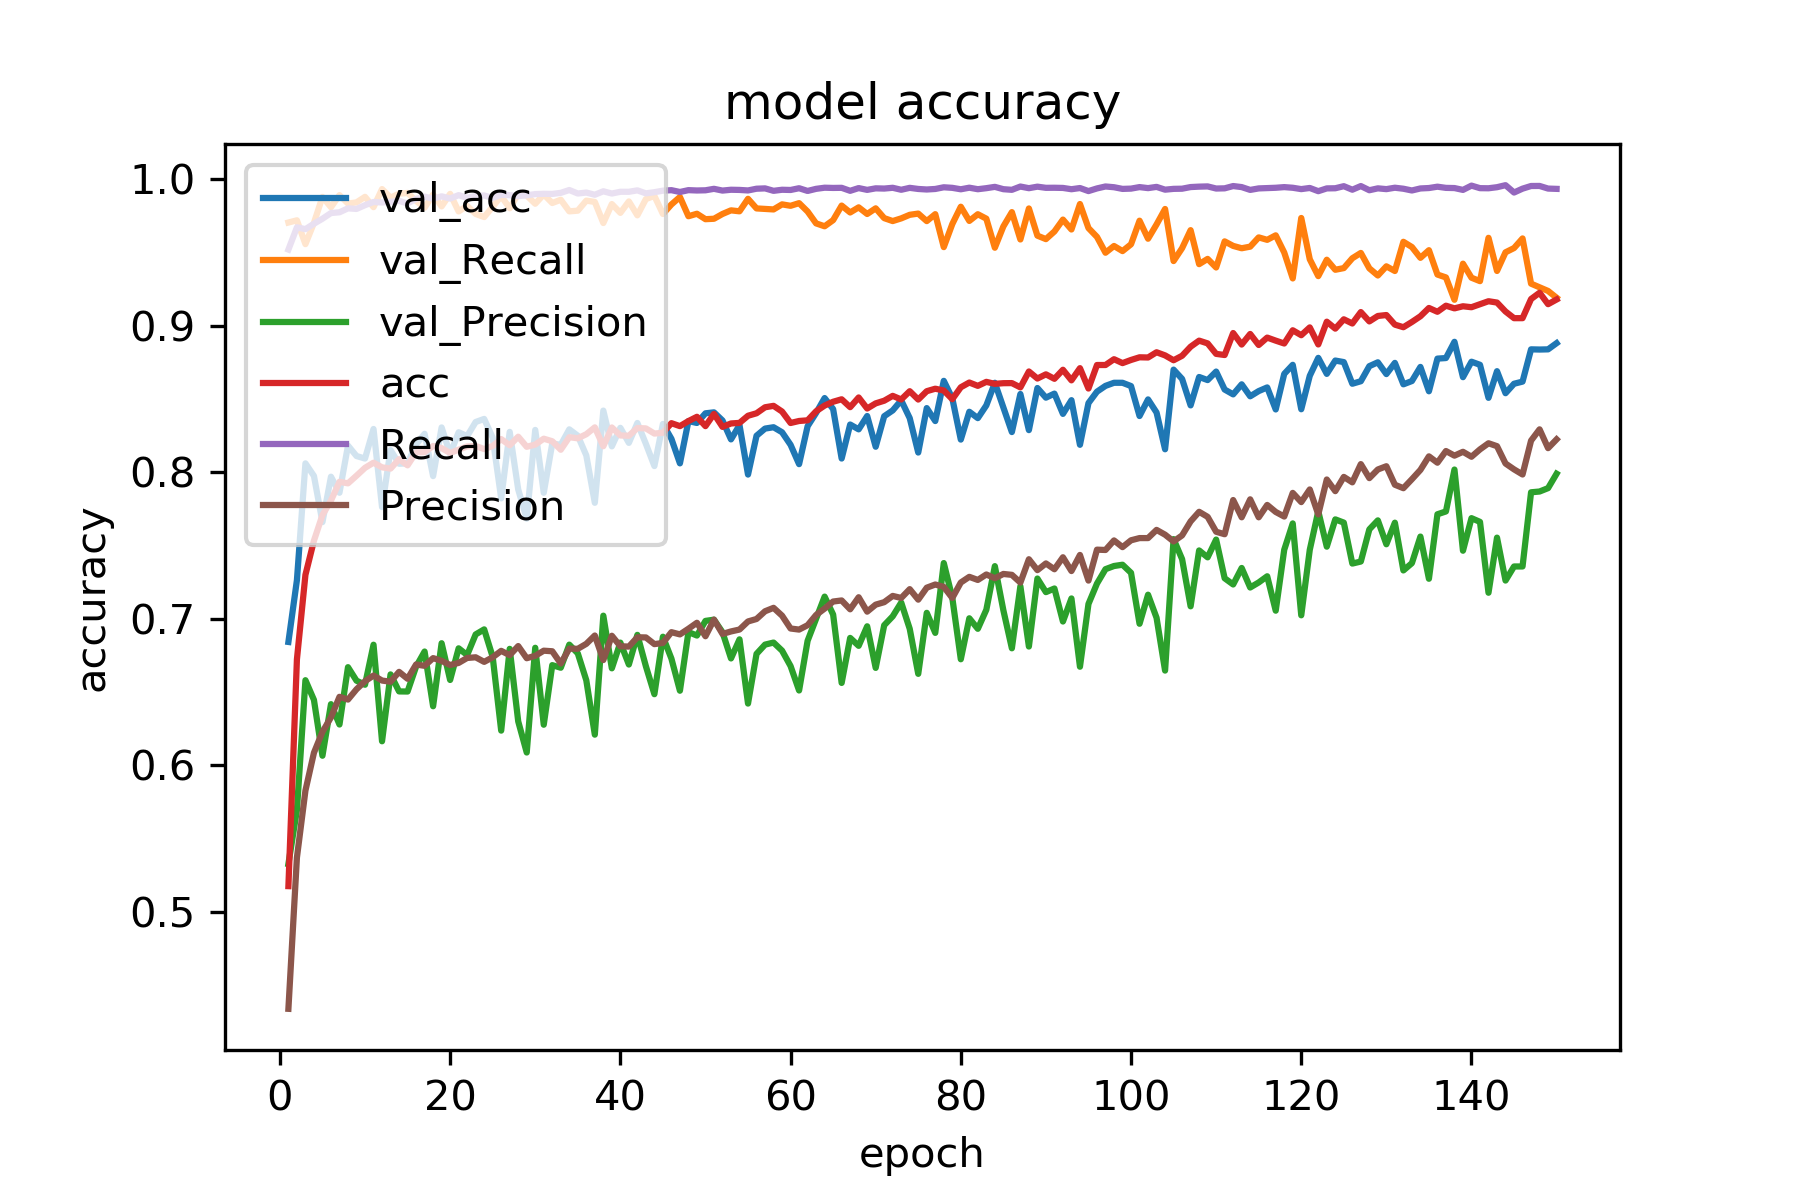 model accuracy
1.0
0.9
0.8
0.7
0.6
0.5
accuracy
val_acc
val_Recall
val_Precision
acc
Recall
Precision
0 20 40 60 80 100 120 140
epoch